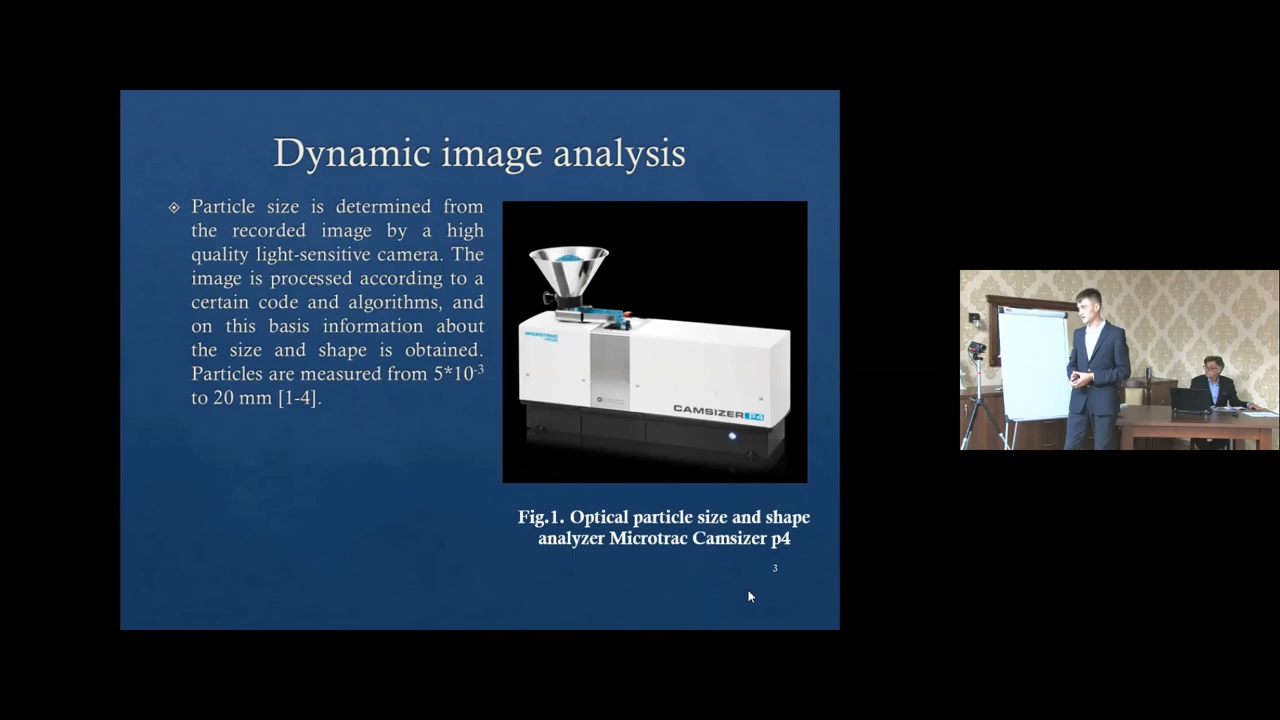 Dynamic image analysis
Particle size is determined from
the recorded image by a high
quality light-sensitive camera. The
image is processed according to a
certain code and algorithms, and
on this basis information about
the size and shape is obtained.
Particles are measured from 5*10⁻³
to 20 mm [1-4].
MICROTRAC
CAMSIZER P4
Fig.1. Optical particle size and shape
analyzer Microtrac Camsizer p4
3